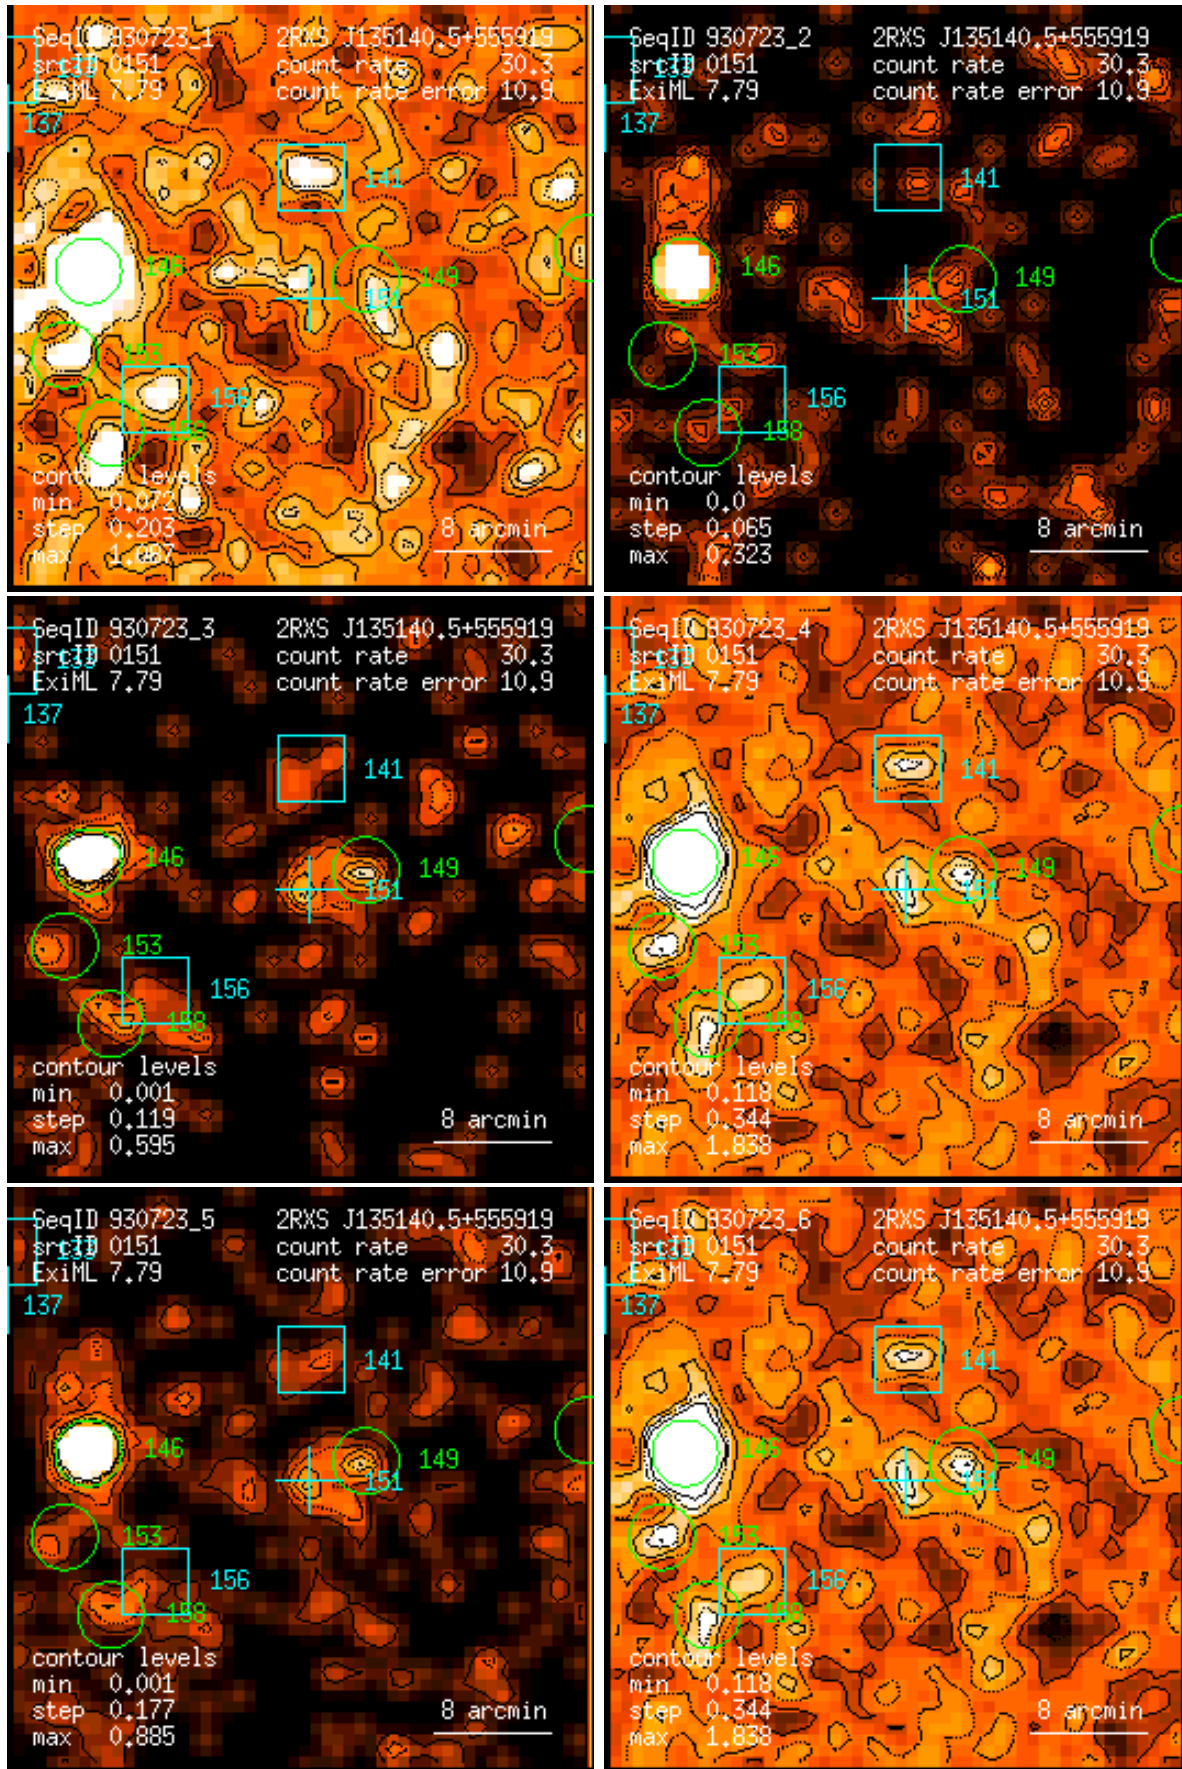 SeqID 930723_1 2RXS J135140.5+555919
srcID 0151 count rate 30.3
ExiML 7.79 count rate error 10.9
137
141
146
149
151
153
156
158
contour levels
min 0.072
step 0.203
max 1.087
8 arcmin
SeqID 930723_2 2RXS J135140.5+555919
srcID 0151 count rate 30.3
ExiML 7.79 count rate error 10.9
137
141
146
149
151
153
156
158
contour levels
min 0.0
step 0.065
max 0.323
8 arcmin
SeqID 930723_3 2RXS J135140.5+555919
srcID 0151 count rate 30.3
ExiML 7.79 count rate error 10.9
137
141
146
149
151
153
156
158
contour levels
min 0.001
step 0.119
max 0.595
8 arcmin
SeqID 930723_4 2RXS J135140.5+555919
srcID 0151 count rate 30.3
ExiML 7.79 count rate error 10.9
137
141
146
149
151
153
156
158
contour levels
min 0.118
step 0.344
max 1.838
8 arcmin
SeqID 930723_5 2RXS J135140.5+555919
srcID 0151 count rate 30.3
ExiML 7.79 count rate error 10.9
137
141
146
149
151
153
156
158
contour levels
min 0.001
step 0.177
max 0.885
8 arcmin
SeqID 930723_6 2RXS J135140.5+555919
srcID 0151 count rate 30.3
ExiML 7.79 count rate error 10.9
137
141
146
149
151
153
156
158
contour levels
min 0.118
step 0.344
max 1.838
8 arcmin